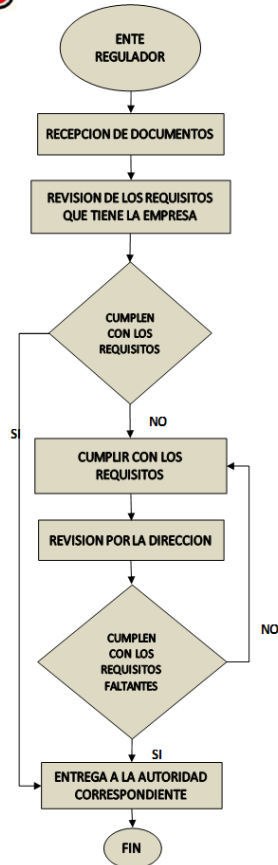 ENTE
REGULADOR
RECEPCION DE DOCUMENTOS
REVISION DE LOS REQUISITOS
QUE TIENE LA EMPRESA
CUMPLEN
CON LOS
REQUISITOS
NO
SI
CUMPLIR CON LOS
REQUISITOS
REVISION POR LA DIRECCION
CUMPLEN
CON LOS
REQUISITOS
FALTANTES
NO
SI
ENTREGA A LA AUTORIDAD
CORRESPONDIENTE
FIN